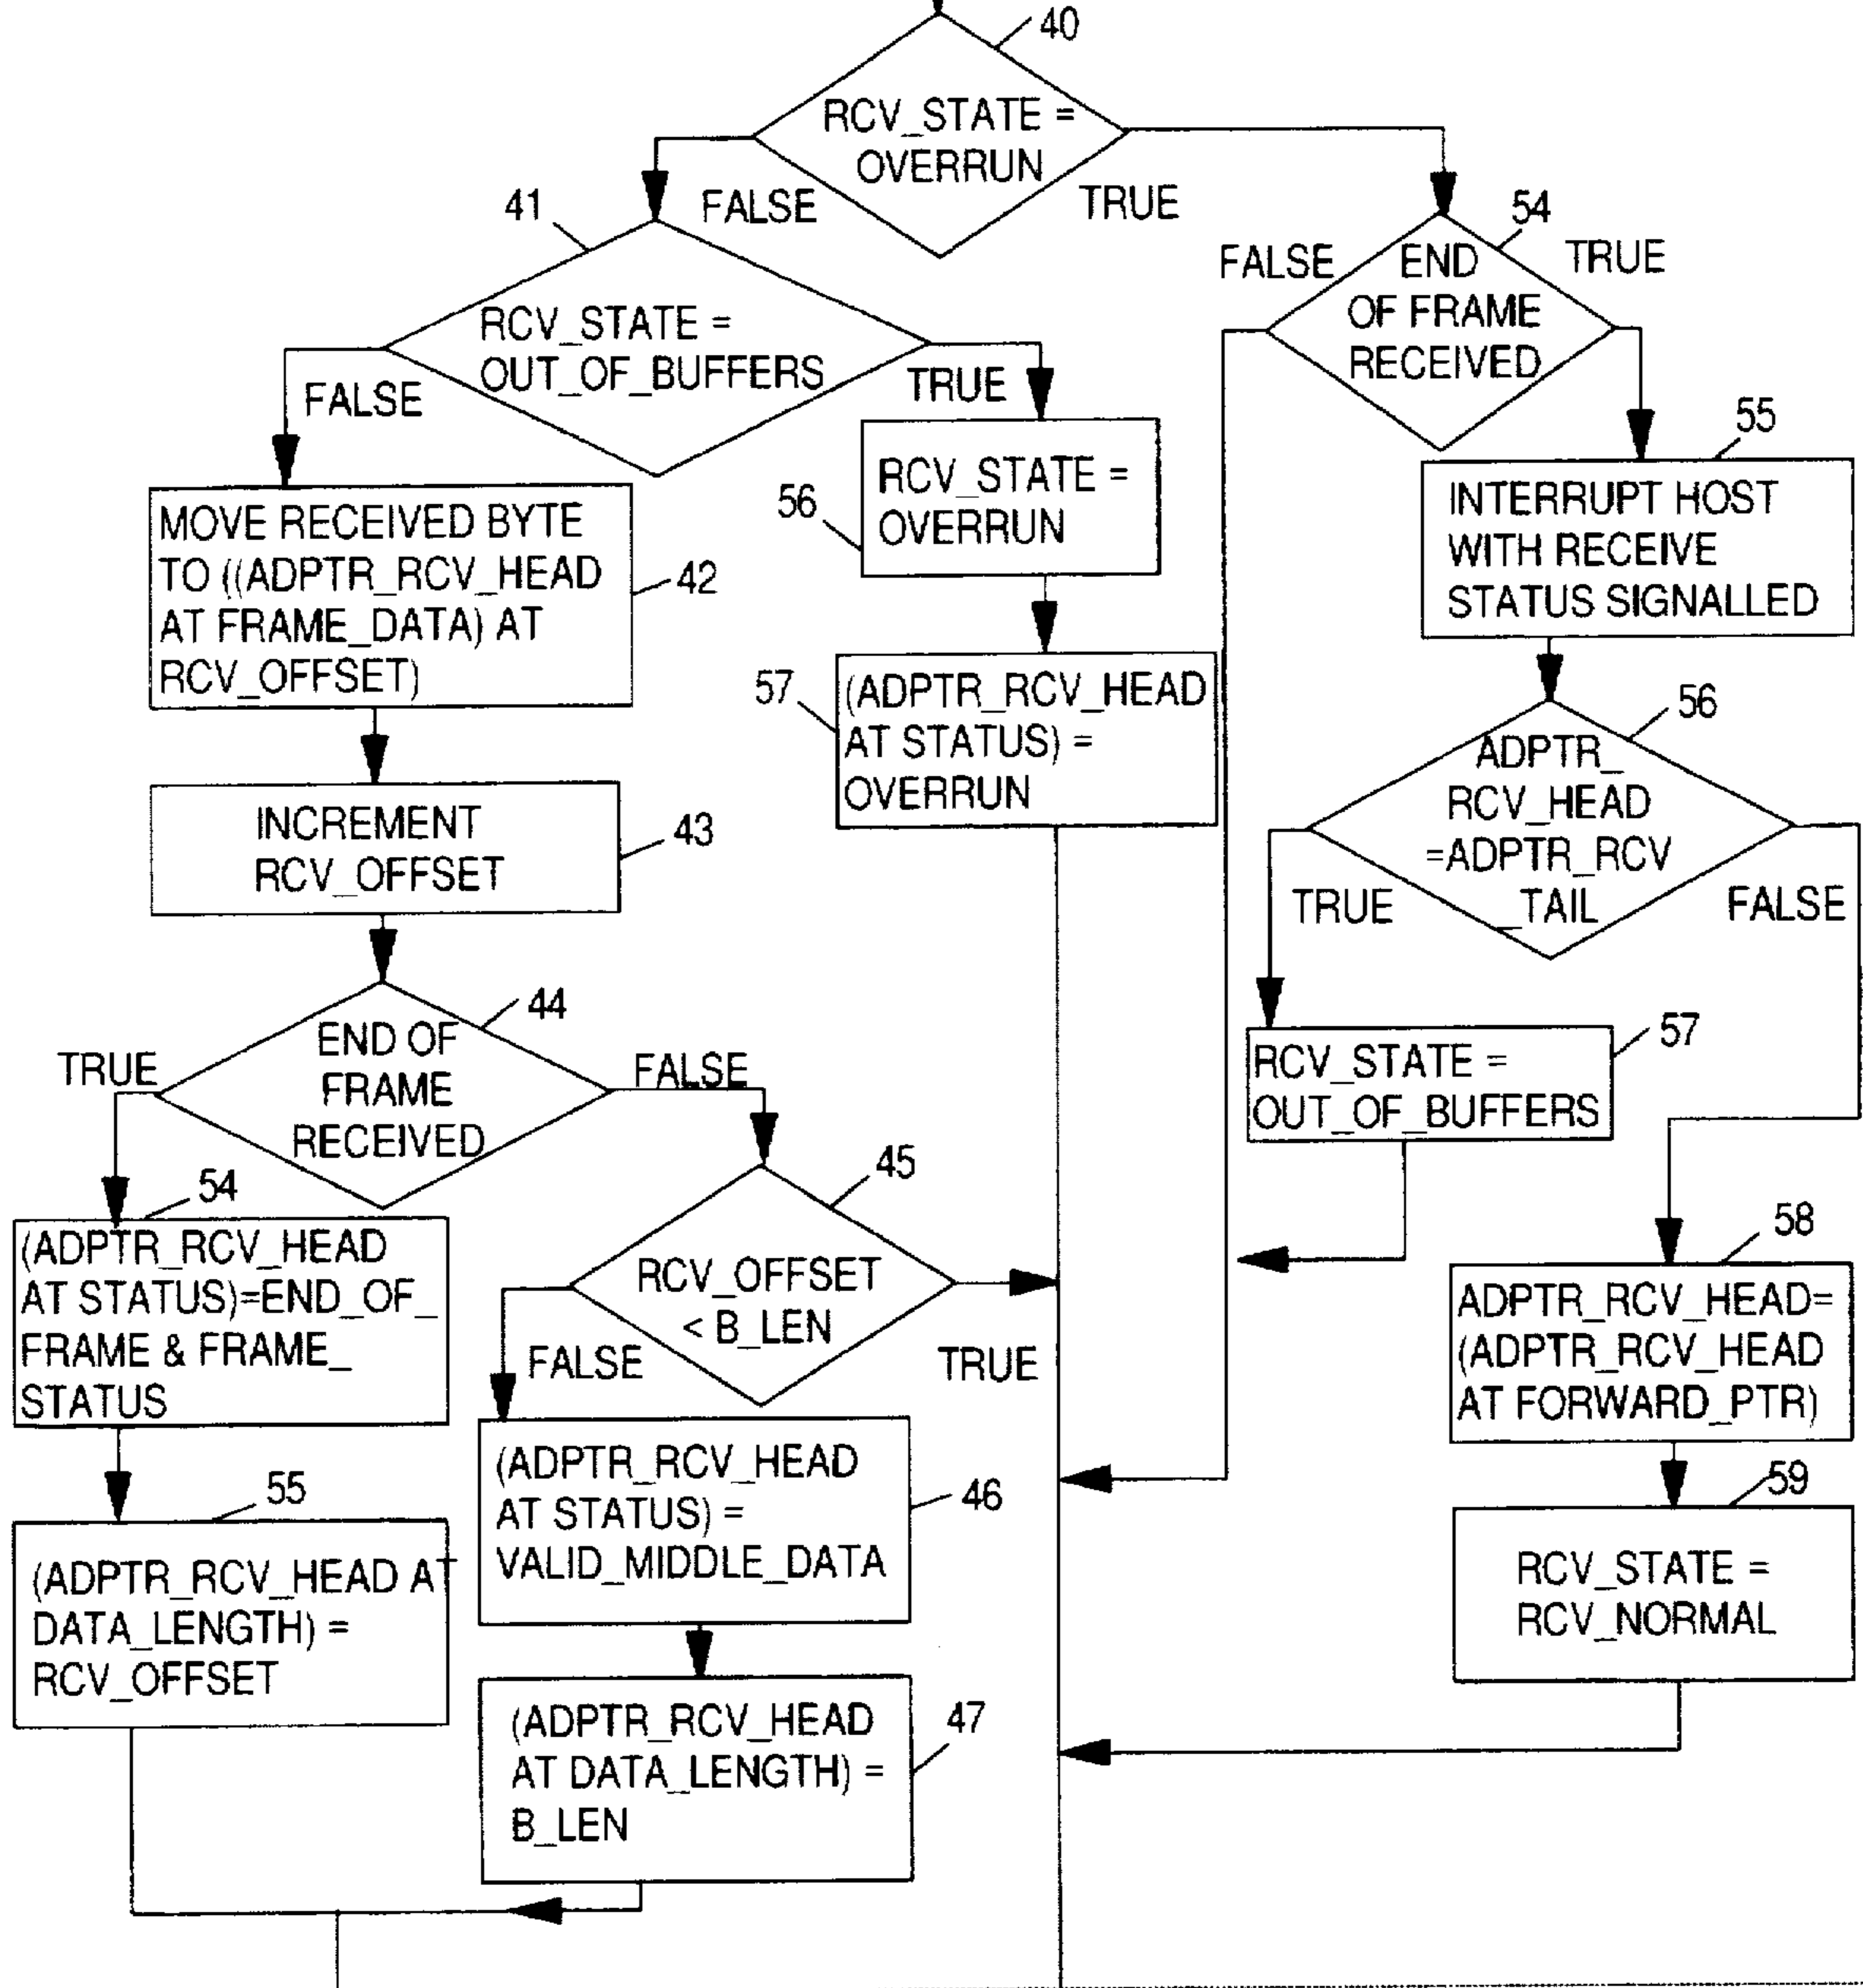 40
RCV_STATE =
OVERRUN
FALSE
TRUE
41
RCV_STATE =
OUT_OF_BUFFERS
FALSE
TRUE
54
FALSE
TRUE
END
OF FRAME
RECEIVED
MOVE RECEIVED BYTE
TO ((ADPTR_RCV_HEAD
AT FRAME_DATA) AT
RCV_OFFSET)
42
56
RCV_STATE =
OVERRUN
55
INTERRUPT HOST
WITH RECEIVE
STATUS SIGNALLED
57
(ADPTR_RCV_HEAD
AT STATUS) =
OVERRUN
56
ADPTR_
RCV_HEAD
=ADPTR_RCV
_TAIL
TRUE
FALSE
INCREMENT
RCV_OFFSET
43
44
END OF
FRAME
RECEIVED
TRUE
FALSE
RCV_STATE =
OUT_OF_BUFFERS
57
45
RCV_OFFSET
< B_LEN
FALSE
TRUE
54
(ADPTR_RCV_HEAD
AT STATUS)=END_OF_
FRAME & FRAME_
STATUS
58
ADPTR_RCV_HEAD=
(ADPTR_RCV_HEAD
AT FORWARD_PTR)
55
(ADPTR_RCV_HEAD AT
DATA_LENGTH) =
RCV_OFFSET
(ADPTR_RCV_HEAD
AT STATUS) =
VALID_MIDDLE_DATA
46
59
RCV_STATE =
RCV_NORMAL
(ADPTR_RCV_HEAD
AT DATA_LENGTH) =
B_LEN
47